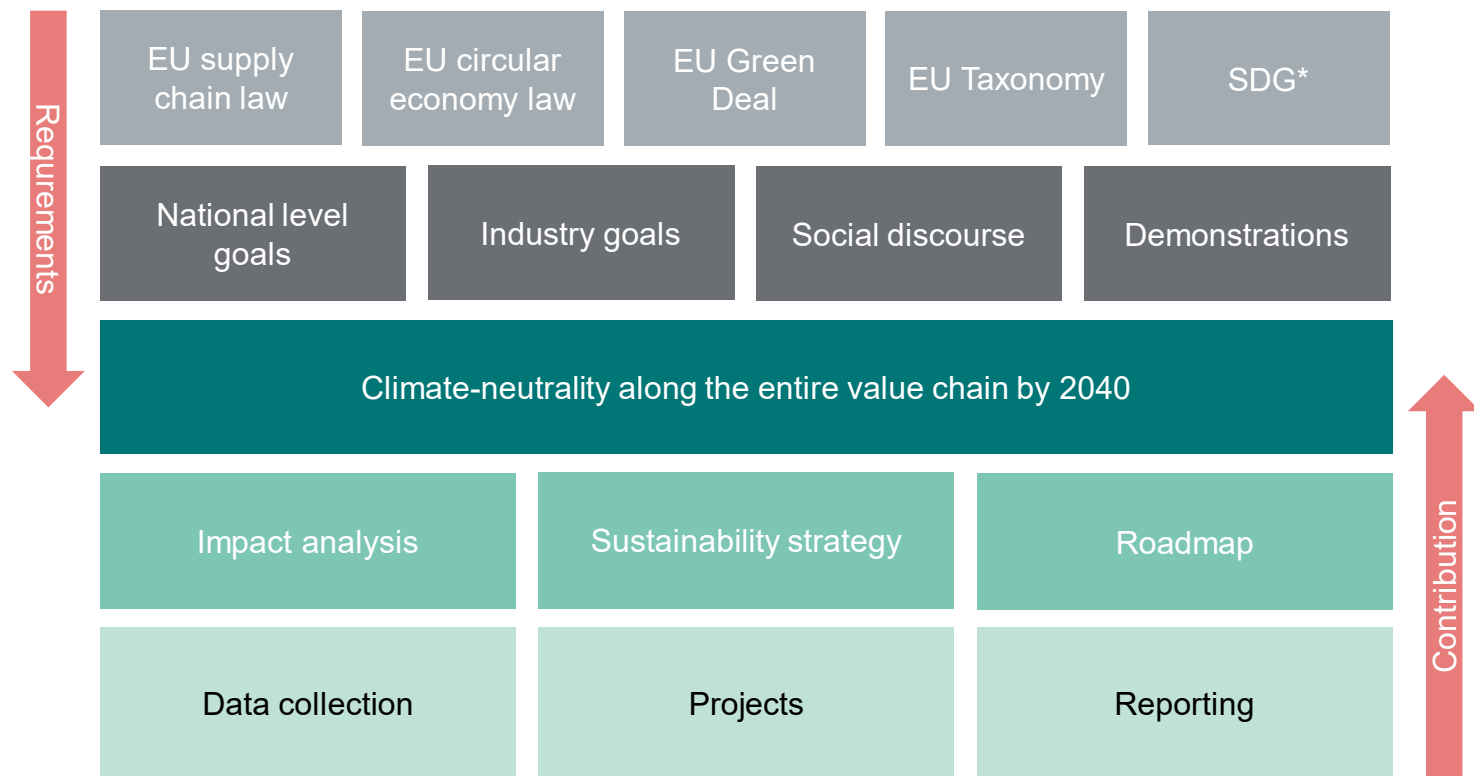 EU supply
chain law
EU circular
economy law
EU Green
Deal
EU Taxonomy
SDG*
Requrements
National level
goals
Industry goals
Social discourse
Demonstrations
Climate-neutrality along the entire value chain by 2040
Impact analysis
Sustainability strategy
Roadmap
Contribution
Data collection
Projects
Reporting